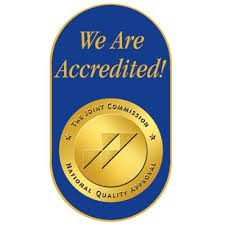 We Are
Accredited!
THE JOINT COMMISSION
NATIONAL QUALITY APPROVAL